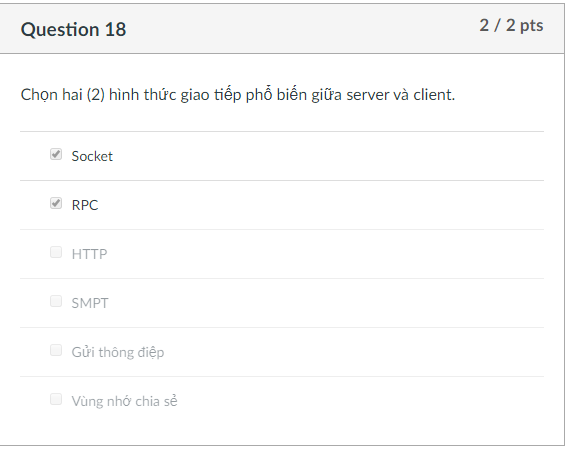 Question 18
2 / 2 pts
Chọn hai (2) hình thức giao tiếp phổ biến giữa server và client.
Socket
RPC
HTTP
SMPT
Gửi thông điệp
Vùng nhớ chia sẻ